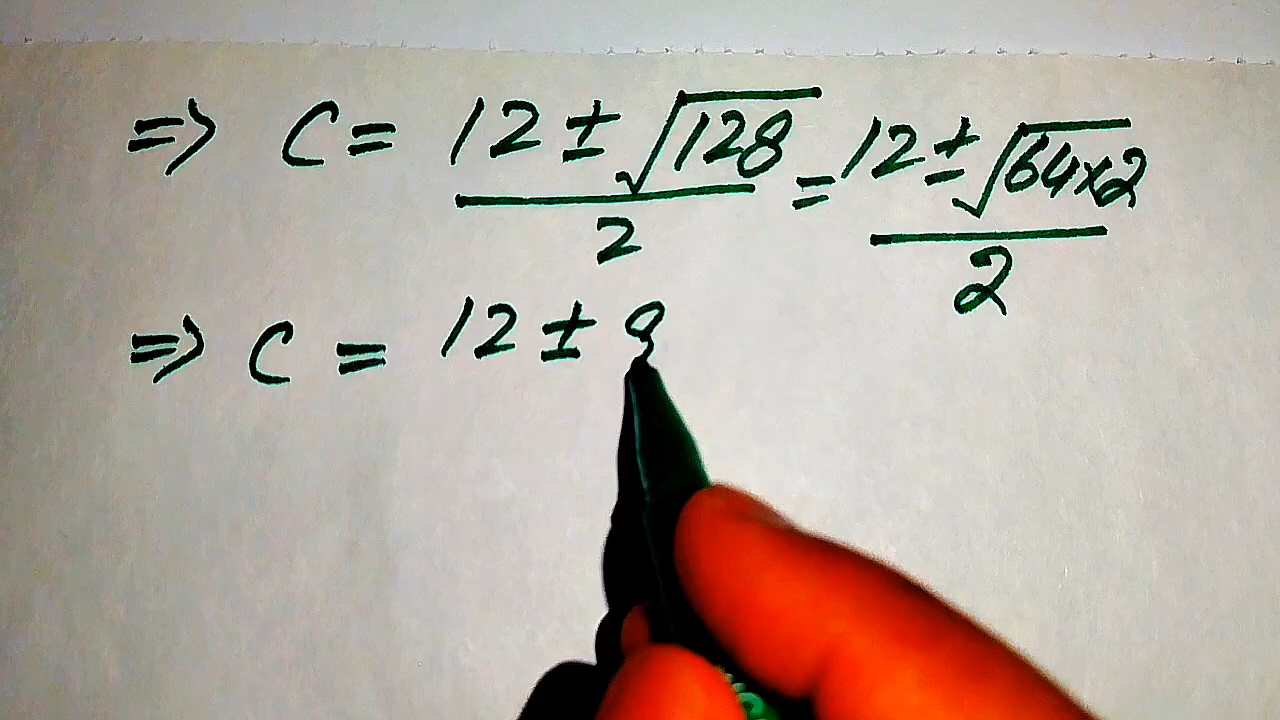 => C = 12 ± √128 / 2 = 12 ± √64×2 / 2
=> C = 12 ±